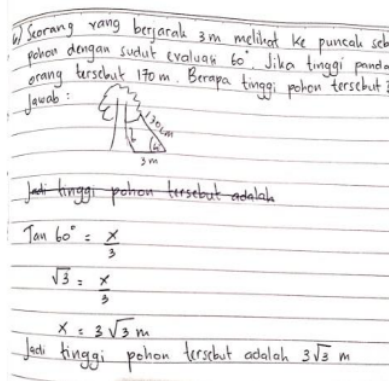 6) Seorang yang berjarak 3 m melihat ke puncak seb
pohon dengan sudut evaluasi 60°. Jika tinggi panda
orang tersebut 170 m. Berapa tinggi pohon tersebut?
Jawab :
170 cm
60°
3 m
Jadi tinggi pohon tersebut adalah
Tan 60° = x/3
√3 = x/3
x = 3√3 m
Jadi tinggi pohon tersebut adalah 3√3 m